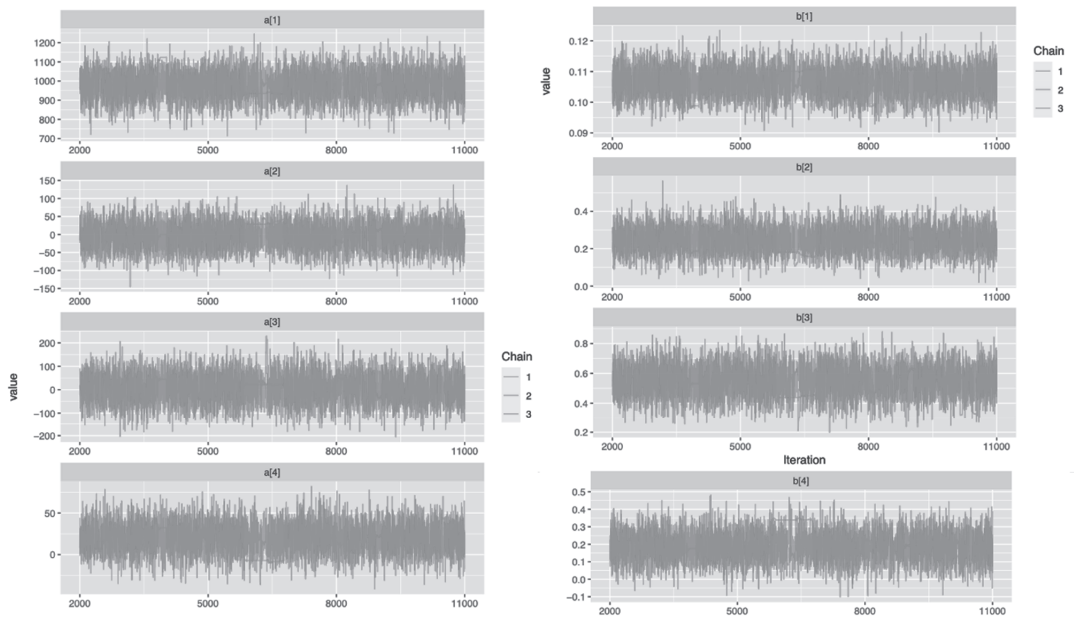 a[1]
1200
1100
1000
900
800
700
2000 5000 8000 11000
a[2]
150
100
50
0
−50
−100
−150
2000 5000 8000 11000
a[3]
200
100
0
−100
−200
2000 5000 8000 11000
a[4]
50
0
2000 5000 8000 11000
value
Chain
1
2
3
b[1]
0.12
0.11
0.10
0.09
2000 5000 8000 11000
value
Chain
1
2
3
b[2]
0.4
0.2
0.0
2000 5000 8000 11000
b[3]
0.8
0.6
0.4
0.2
2000 5000 8000 11000
Iteration
b[4]
0.5
0.4
0.3
0.2
0.1
0.0
−0.1
2000 5000 8000 11000